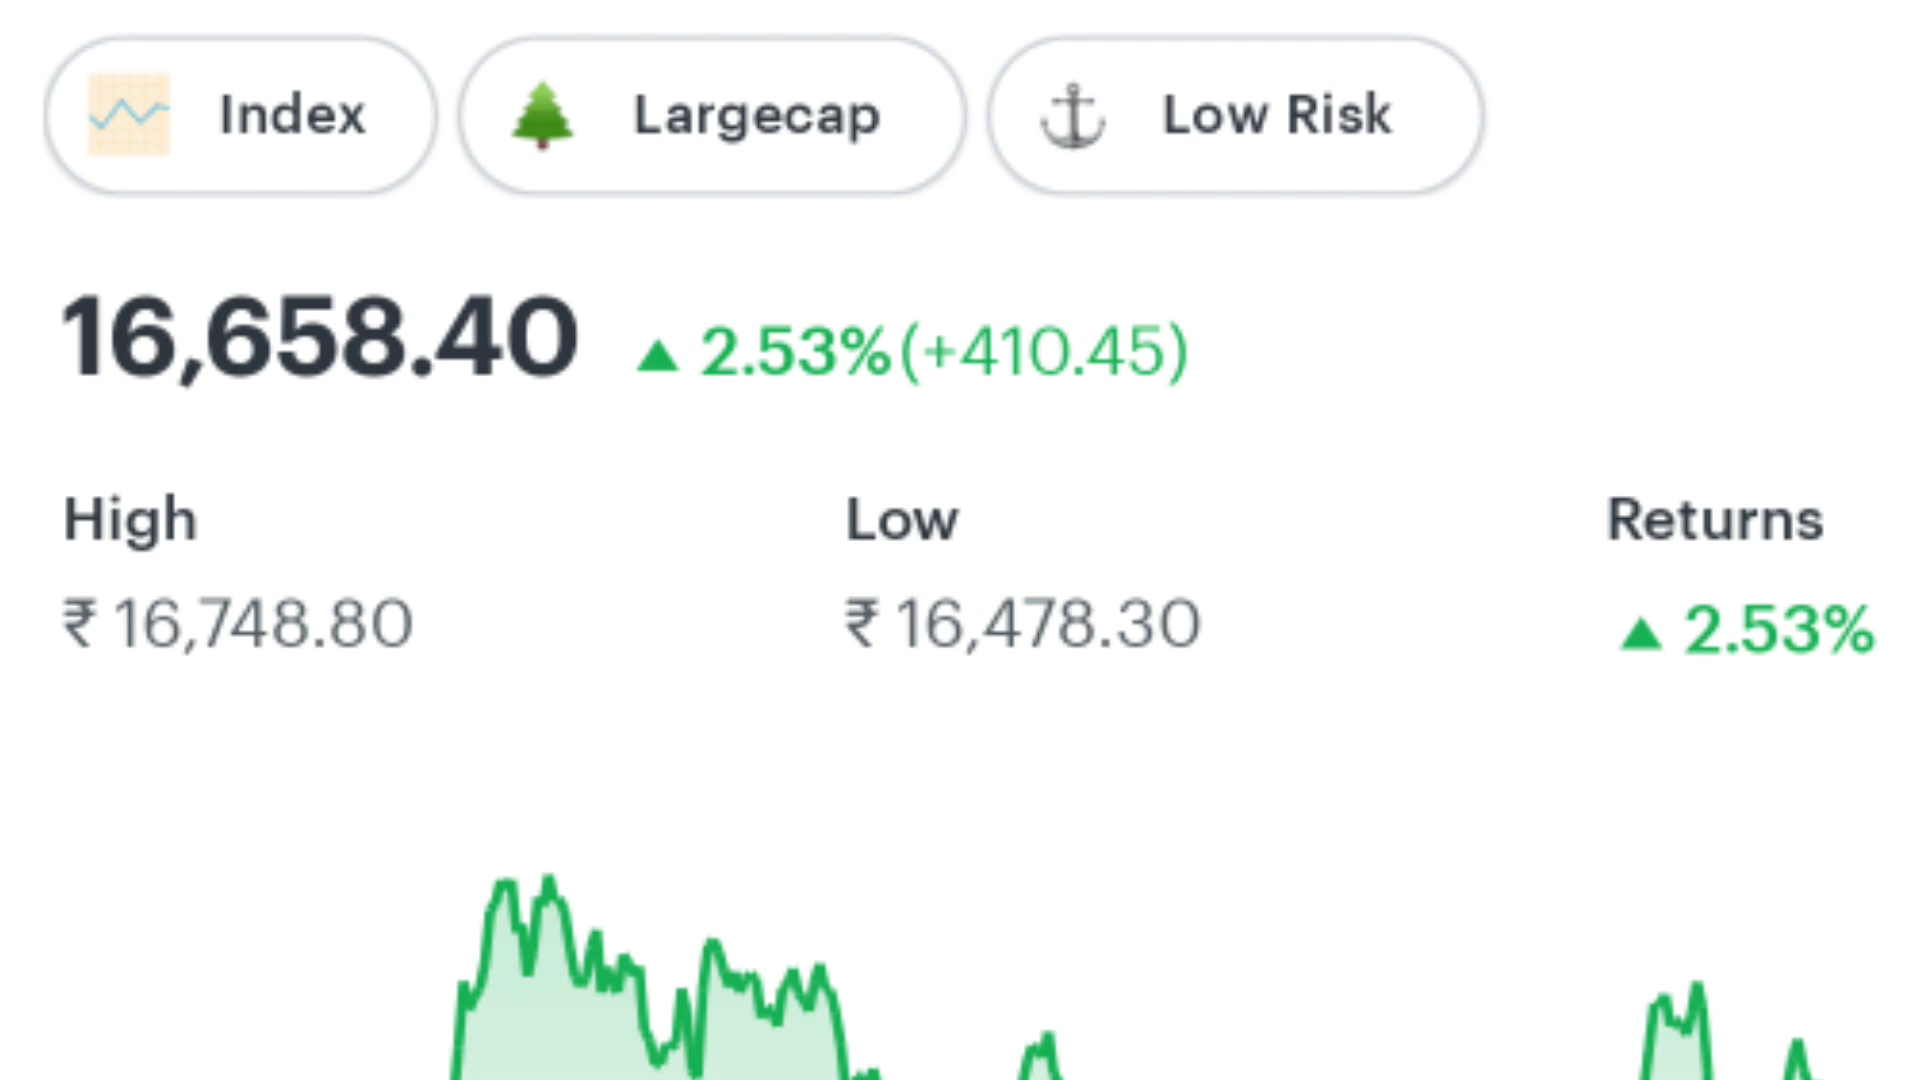 Index Largecap Low Risk
16,658.40 ▲ 2.53%(+410.45)
High Low Returns
₹ 16,748.80 ₹ 16,478.30 ▲ 2.53%